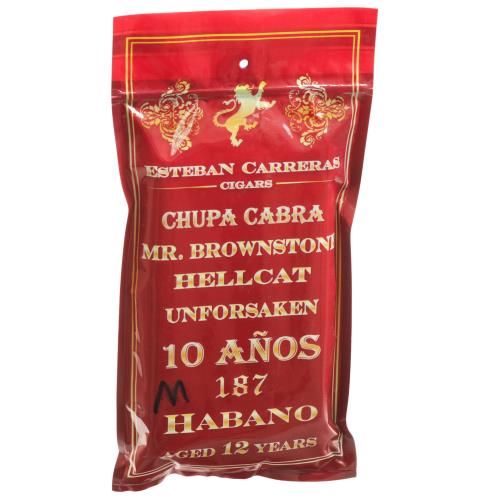 ESTEBAN CARRERAS
CIGARS
CHUPA CABRA
MR. BROWNSTONE
HELLCAT
UNFORSAKEN
10 AÑOS
M
187
HABANO
AGED 12 YEARS